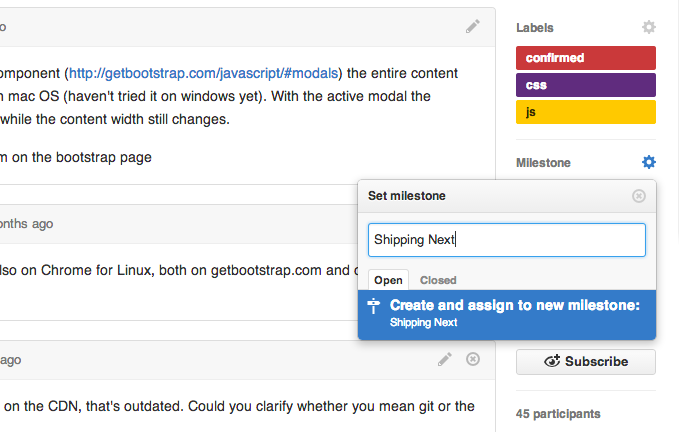 o
omponent (http://getbootstrap.com/javascript/#modals) the entire content
n mac OS (haven't tried it on windows yet). With the active modal the
while the content width still changes.
m on the bootstrap page
onths ago
lso on Chrome for Linux, both on getbootstrap.com and
ago
on the CDN, that's outdated. Could you clarify whether you mean git or the
Labels
confirmed
css
js
Milestone
Set milestone
Shipping Next
Open
Closed
Create and assign to new milestone:
Shipping Next
Subscribe
45 participants